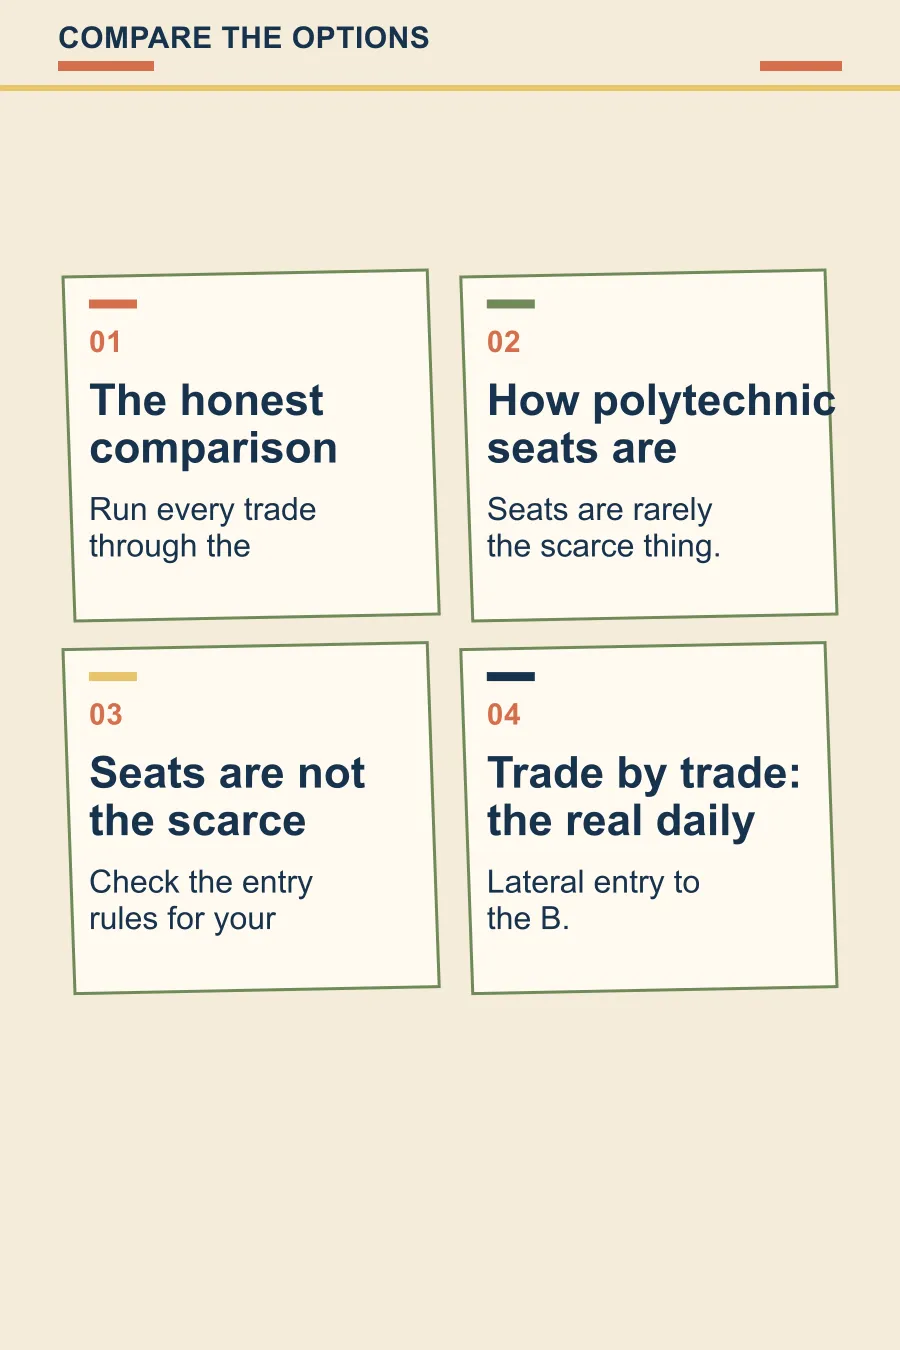 COMPARE THE OPTIONS
01
The honest
comparison
Run every trade
through the
02
How polytechnic
seats are
Seats are rarely
the scarce thing.
03
Seats are not
the scarce
Check the entry
rules for your
04
Trade by trade:
the real daily
Lateral entry to
the B.